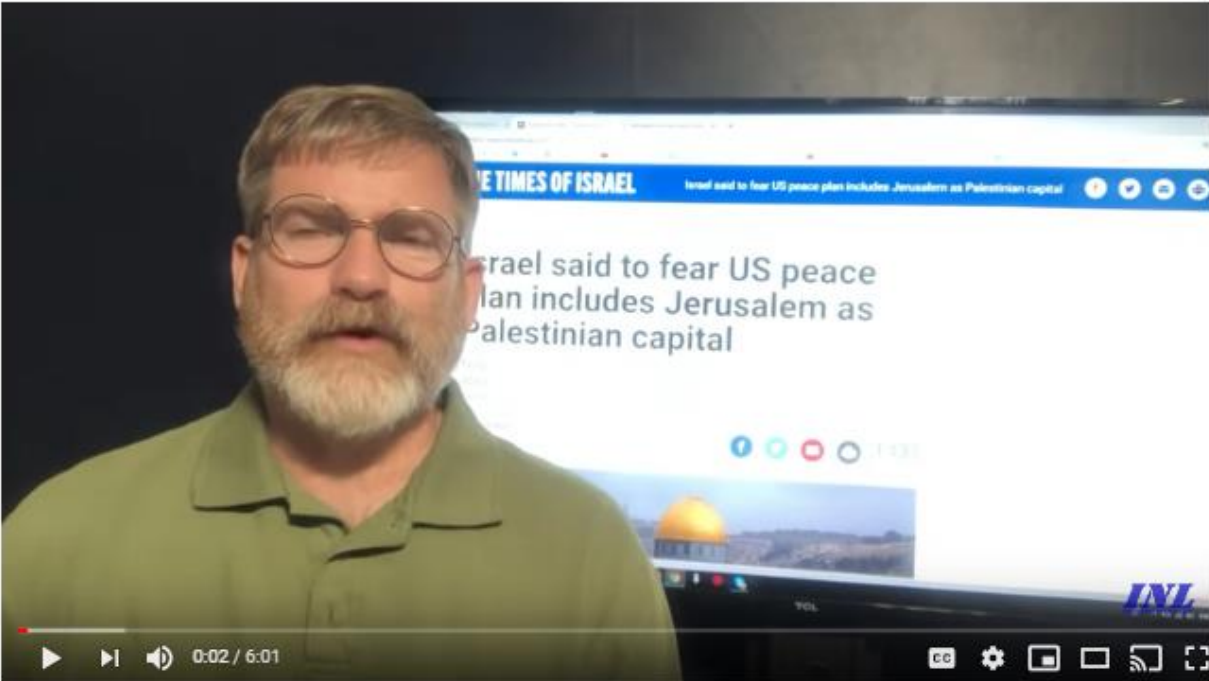 E TIMES OF ISRAEL
Israel said to fear US peace plan includes Jerusalem as Palestinian capital
srael said to fear US peace
lan includes Jerusalem as
Palestinian capital
TCL
INL
0:02 / 6:01
CC